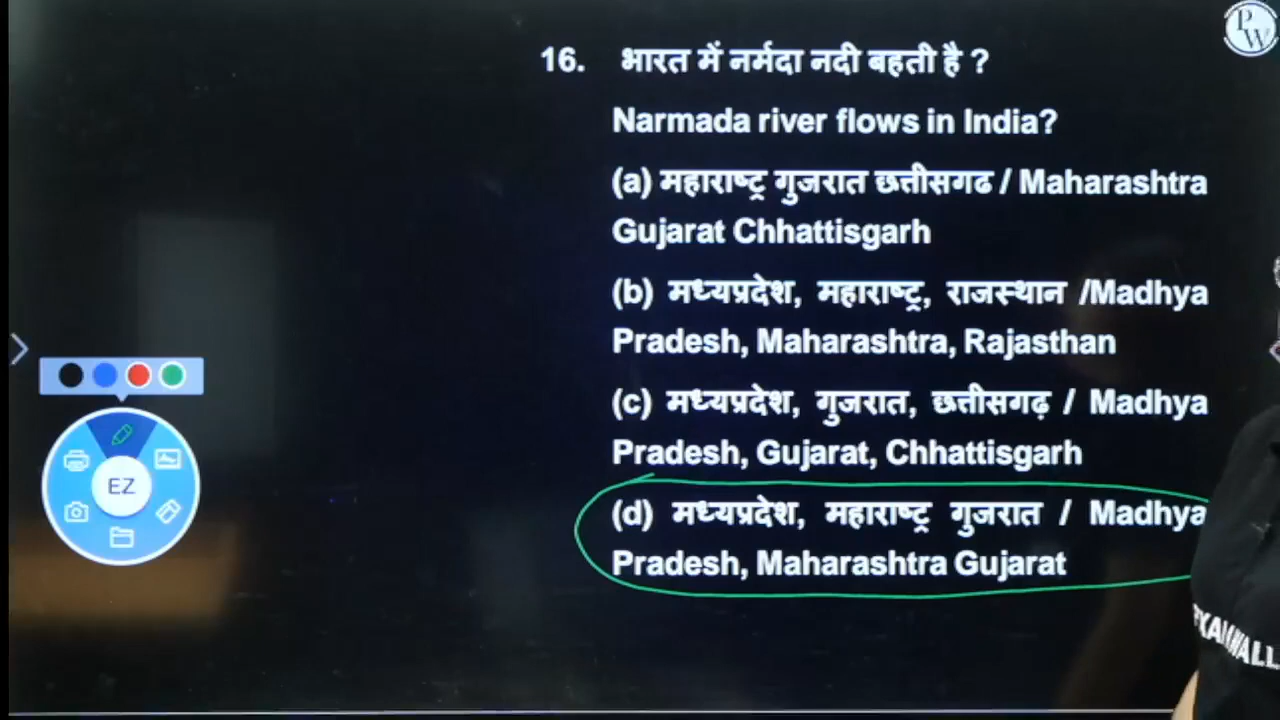 PW
16. भारत में नर्मदा नदी बहती है ?
Narmada river flows in India?
(a) महाराष्ट्र गुजरात छत्तीसगढ / Maharashtra
Gujarat Chhattisgarh
(b) मध्यप्रदेश, महाराष्ट्र, राजस्थान /Madhya
Pradesh, Maharashtra, Rajasthan
(c) मध्यप्रदेश, गुजरात, छत्तीसगढ़ / Madhya
Pradesh, Gujarat, Chhattisgarh
(d) मध्यप्रदेश, महाराष्ट्र गुजरात / Madhya
Pradesh, Maharashtra Gujarat
EZ